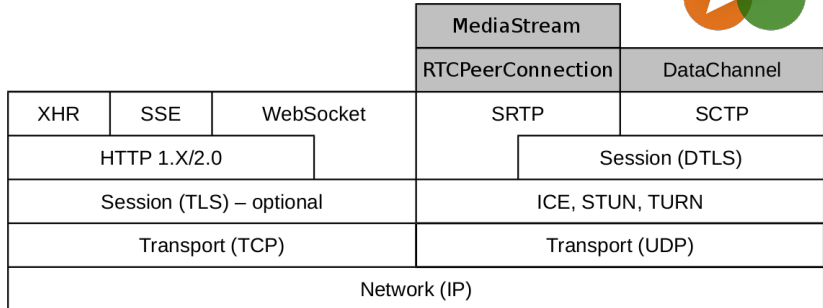 MediaStream
RTCPeerConnection DataChannel
XHR SSE WebSocket SRTP SCTP
HTTP 1.X/2.0 Session (DTLS)
Session (TLS) – optional ICE, STUN, TURN
Transport (TCP) Transport (UDP)
Network (IP)